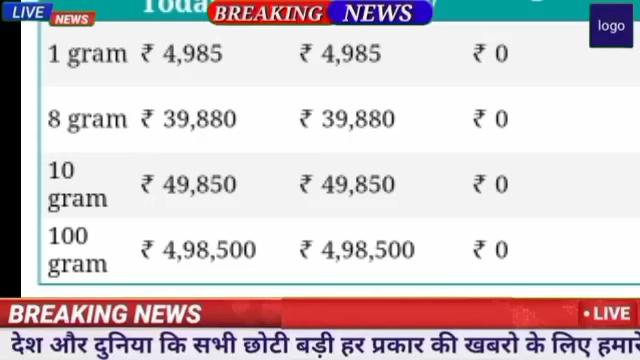 LIVE NEWS BREAKING NEWS logo
1 gram ₹ 4,985 ₹ 4,985 ₹ 0
8 gram ₹ 39,880 ₹ 39,880 ₹ 0
10 gram ₹ 49,850 ₹ 49,850 ₹ 0
100 gram ₹ 4,98,500 ₹ 4,98,500 ₹ 0
BREAKING NEWS • LIVE
देश और दुनिया कि सभी छोटी बड़ी हर प्रकार की खबरो के लिए